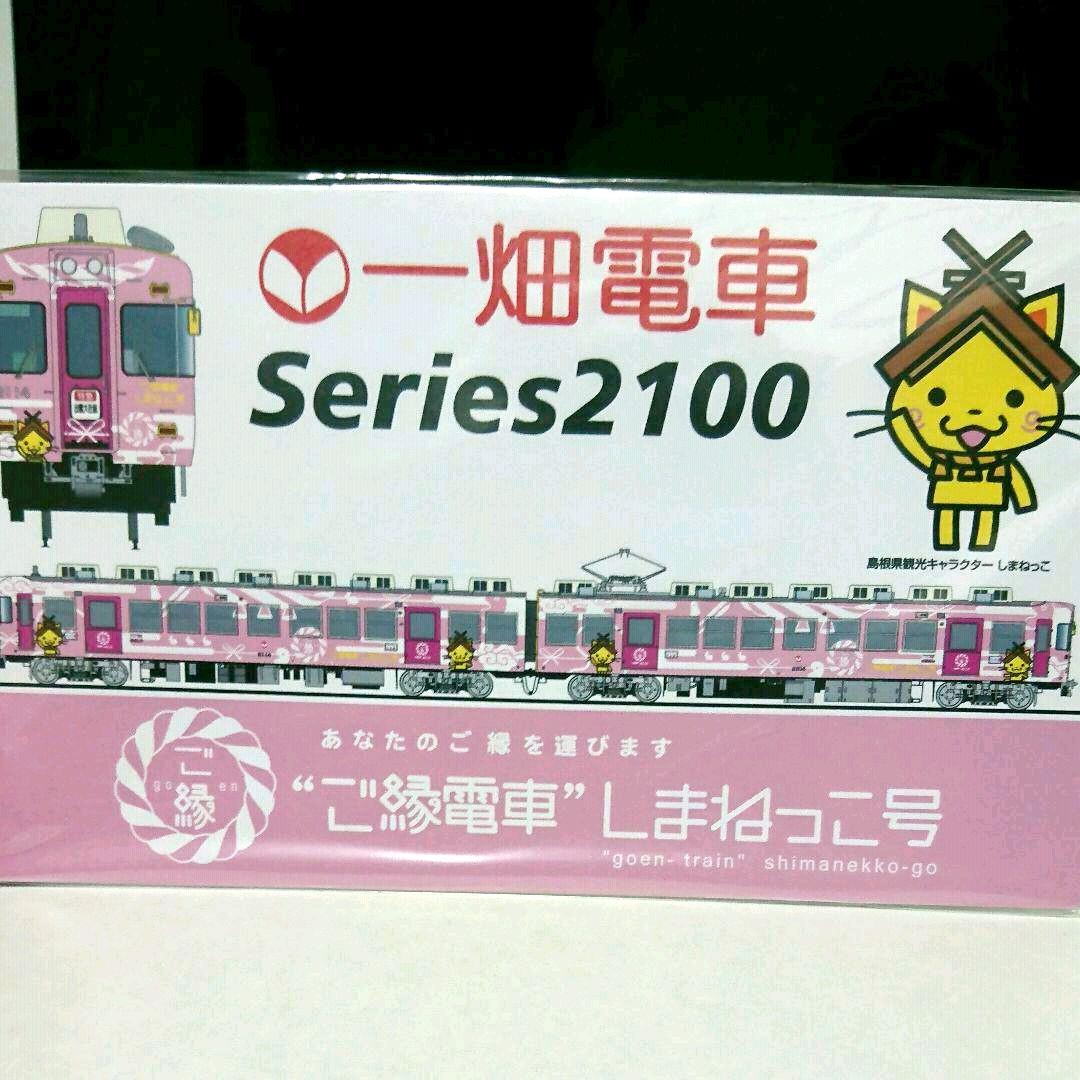 一畑電車
Series2100
島根県観光キャラクター しまねっこ
あなたのご縁を運びます
ご縁
go en
“ご縁電車”しまねっこ号
"goen- train" shimanekko-go